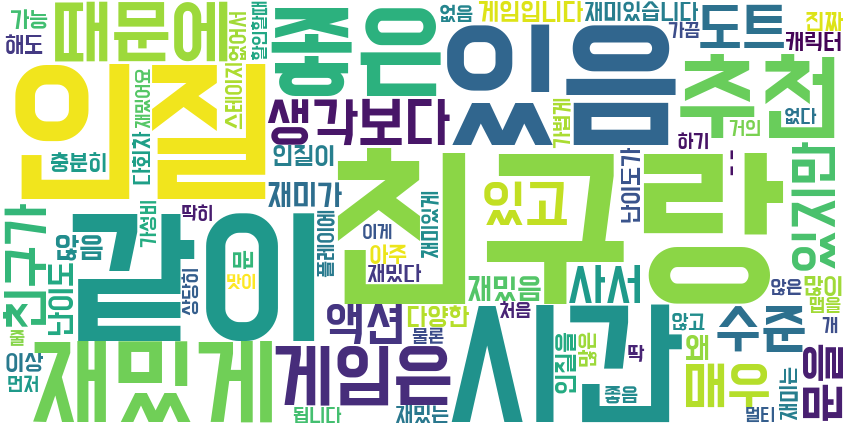 가능
때문에
없어서
할인할때
좋은
없음
게임입니다
재미있습니다
가끔
도트
진짜
캐릭터
해도
인질
스테이지
재밌어요
다회차
충분히
생각보다
있음
가볍게
추천
없다
거의
하기
인질이
재미가
친구랑
있고
난이도가
재밌
친구가
같이
가성비
않음
난이도
딱히
플레이에
이게
아주
재미있게
재밌다
꼭
맛이
상당히
재밌음
사서
처음
않은
많이
맵을
줄
이상
먼저
재밌게
게임은
액션
다양한
물론
시간
인질을
많은
딱
좋음
않고
왜
매우
수준
개
멀티
재미는
됩니다
재밌는